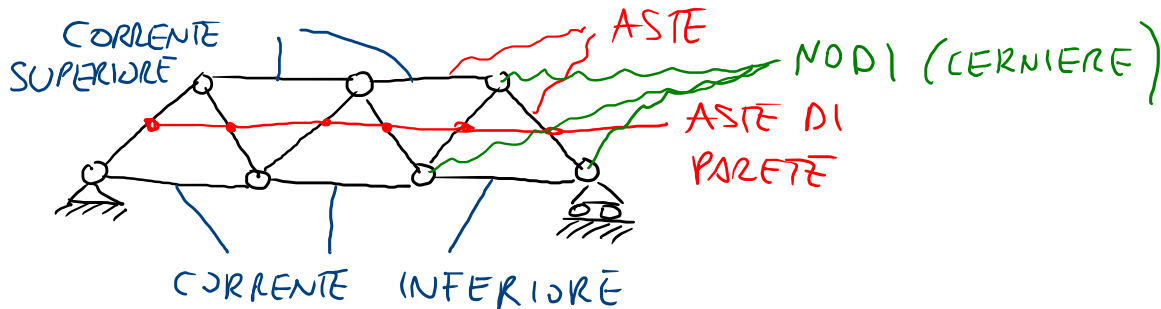 CORRENTE
SUPERIORE
ASTE
NODI (CERNIERE)
ASTE DI
PARETE
CORRENTE INFERIORE